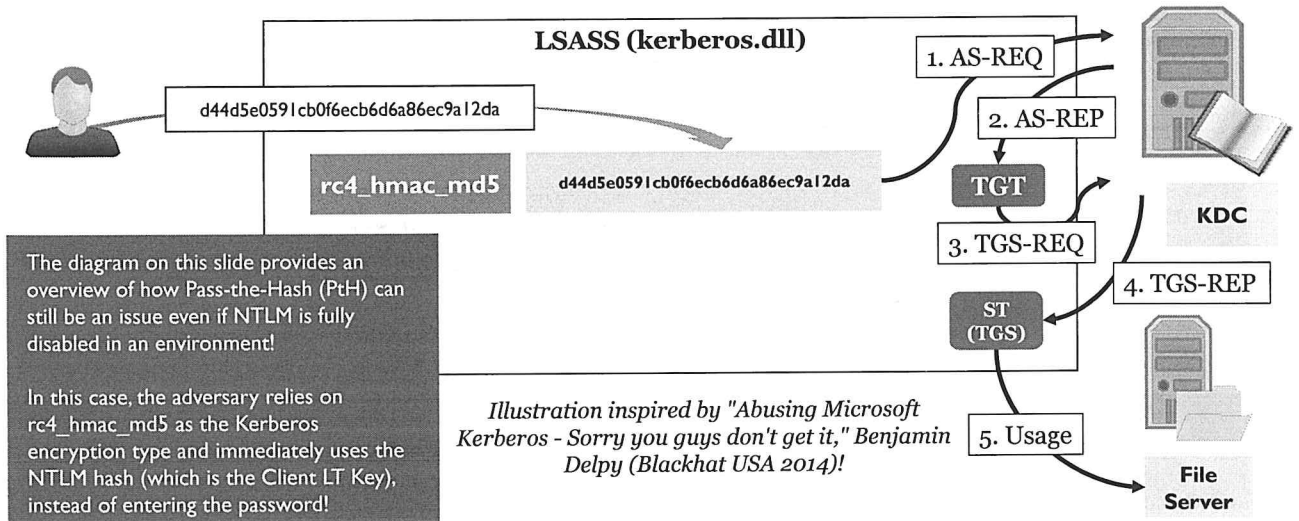 LSASS (kerberos.dll)
1. AS-REQ
d44d5e0591cb0f6ecb6d6a86ec9a12da
2. AS-REP
rc4_hmac_md5
d44d5e0591cb0f6ecb6d6a86ec9a12da
TGT
KDC
3. TGS-REQ
4. TGS-REP
The diagram on this slide provides an
overview of how Pass-the-Hash (PtH) can
still be an issue even if NTLM is fully
disabled in an environment!
In this case, the adversary relies on
rc4_hmac_md5 as the Kerberos
encryption type and immediately uses the
NTLM hash (which is the Client LT Key),
instead of entering the password!
ST
(TGS)
Illustration inspired by "Abusing Microsoft
Kerberos - Sorry you guys don't get it," Benjamin
Delpy (Blackhat USA 2014)!
5. Usage
File
Server